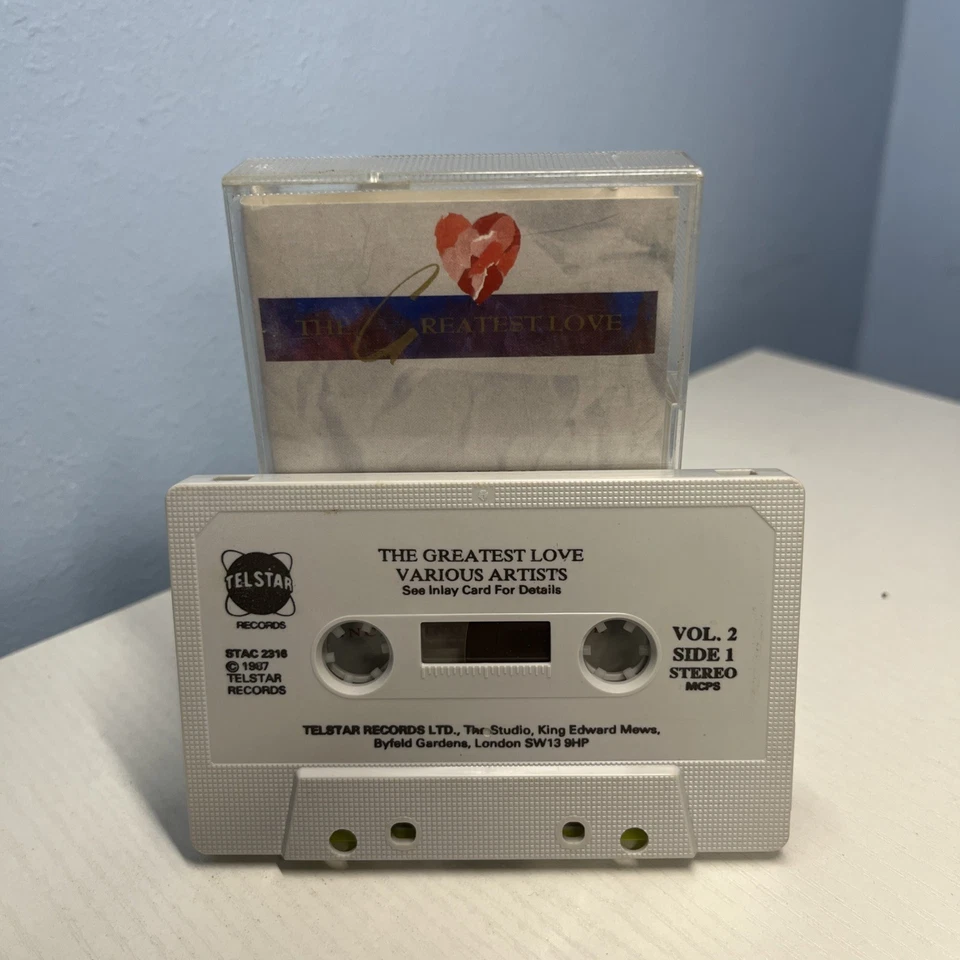 THE GREATEST LOVE
THE GREATEST LOVE
VARIOUS ARTISTS
See Inlay Card For Details
TELSTAR
RECORDS
STAC 2316
© 1987
TELSTAR
RECORDS
VOL. 2
SIDE 1
STEREO
MCPS
TELSTAR RECORDS LTD., The Studio, King Edward Mews,
Byfeld Gardens, London SW13 9HP